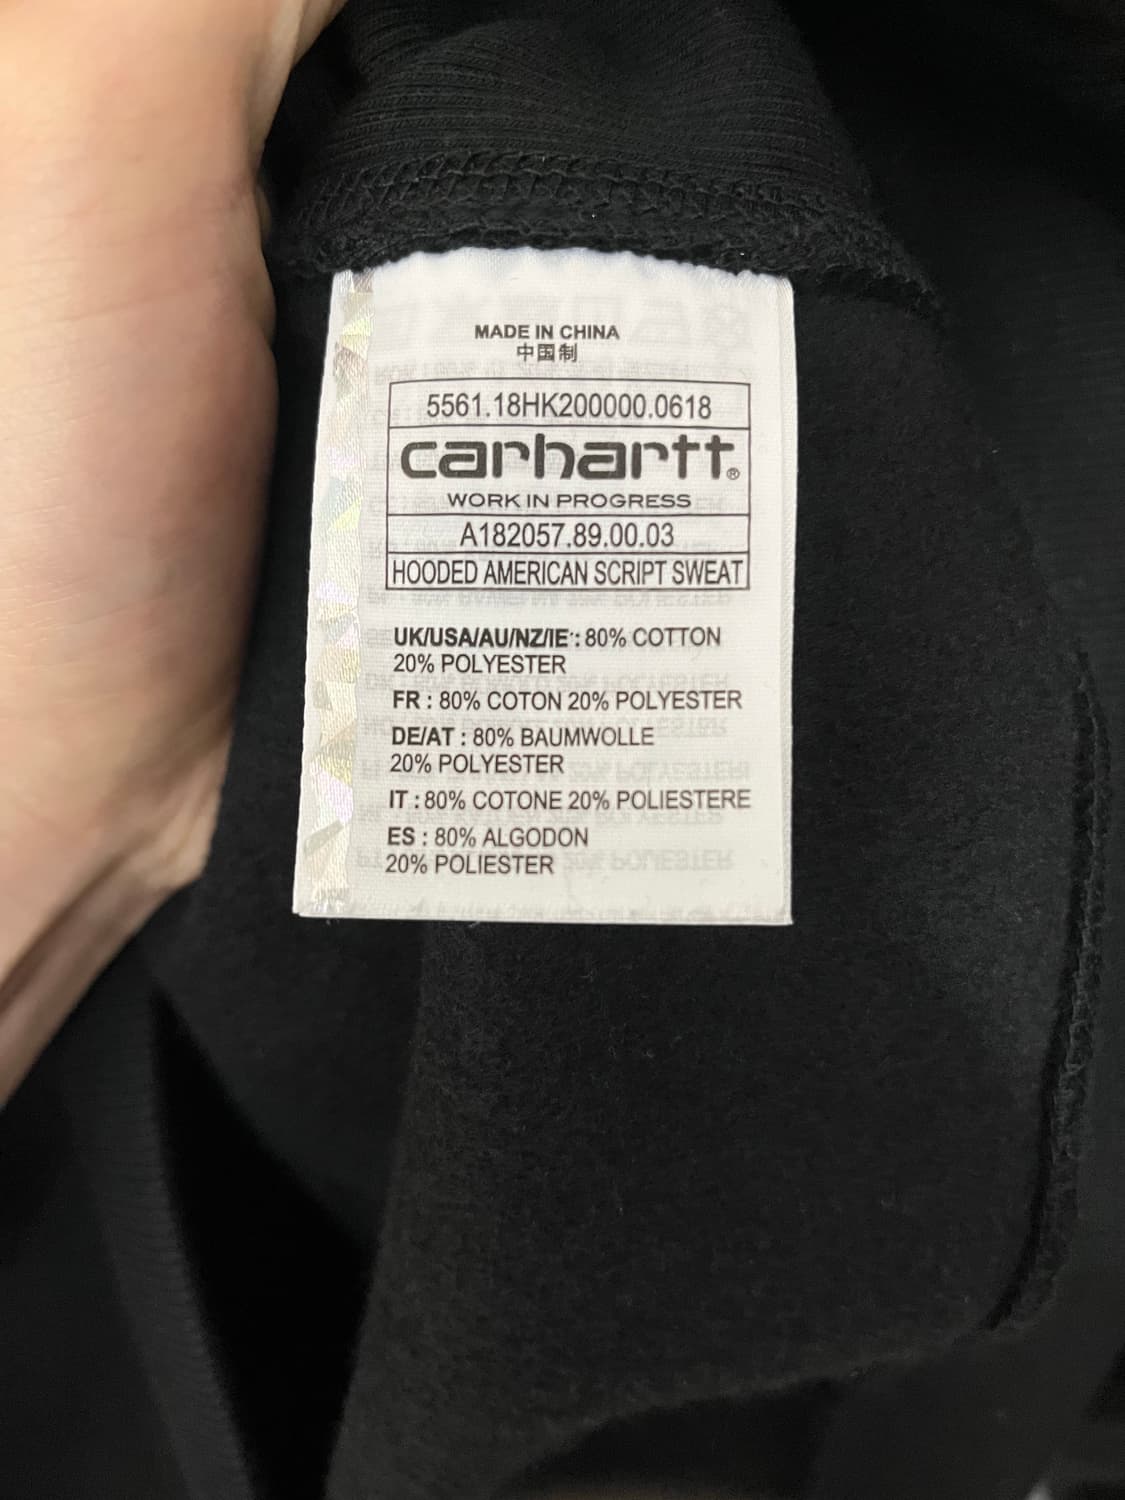 MADE IN CHINA
中国制
5561.18HK200000.0618
carhartt®
WORK IN PROGRESS
A182057.89.00.03
HOODED AMERICAN SCRIPT SWEAT
UK/USA/AU/NZ/IE : 80% COTTON
20% POLYESTER
FR : 80% COTON 20% POLYESTER
DE/AT : 80% BAUMWOLLE
20% POLYESTER
IT : 80% COTONE 20% POLIESTERE
ES : 80% ALGODON
20% POLIESTER